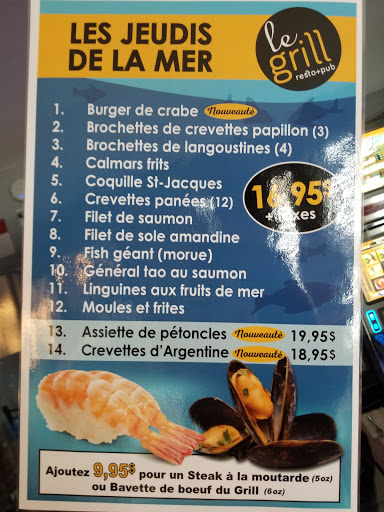 LES JEUDIS
DE LA MER
le
grill
resto+pub
1. Burger de crabe Nouveauté
2. Brochettes de crevettes papillon (3)
3. Brochettes de langoustines (4)
4. Calmars frits
5. Coquille St-Jacques
6. Crevettes panées (12)
7. Filet de saumon
8. Filet de sole amandine
9. Fish géant (morue)
10. Général tao au saumon
11. Linguines aux fruits de mer
12. Moules et frites
16,95$
+ taxes
13. Assiette de pétoncles Nouveauté 19,95$
14. Crevettes d'Argentine Nouveauté 18,95$
Ajoutez 9,95$ pour un Steak à la moutarde (5oz)
ou Bavette de boeuf du Grill (6oz)